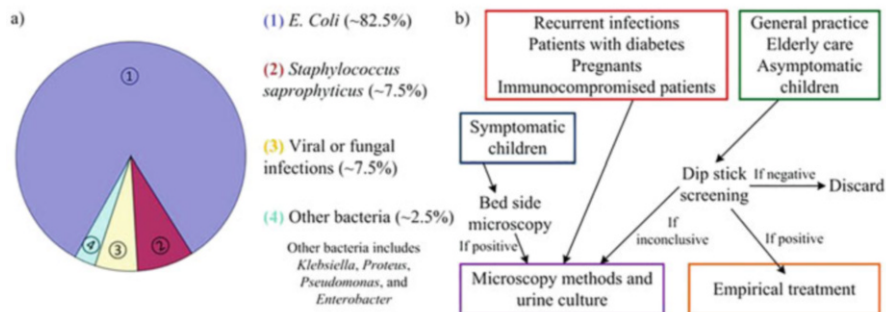 a)
①
②
③
④
(1) E. Coli (~82.5%)
(2) Staphylococcus
saprophyticus (~7.5%)
(3) Viral or fungal
infections (~7.5%)
(4) Other bacteria (~2.5%)
Other bacteria includes
Klebsiella, Proteus,
Pseudomonas, and
Enterobacter
b)
Recurrent infections
Patients with diabetes
Pregnants
Immunocompromised patients
General practice
Elderly care
Asymptomatic
children
Symptomatic
children
Bed side
microscopy
If positive
Dip stick
screening
If negative
Discard
If
inconclusive
If positive
Microscopy methods and
urine culture
Empirical treatment